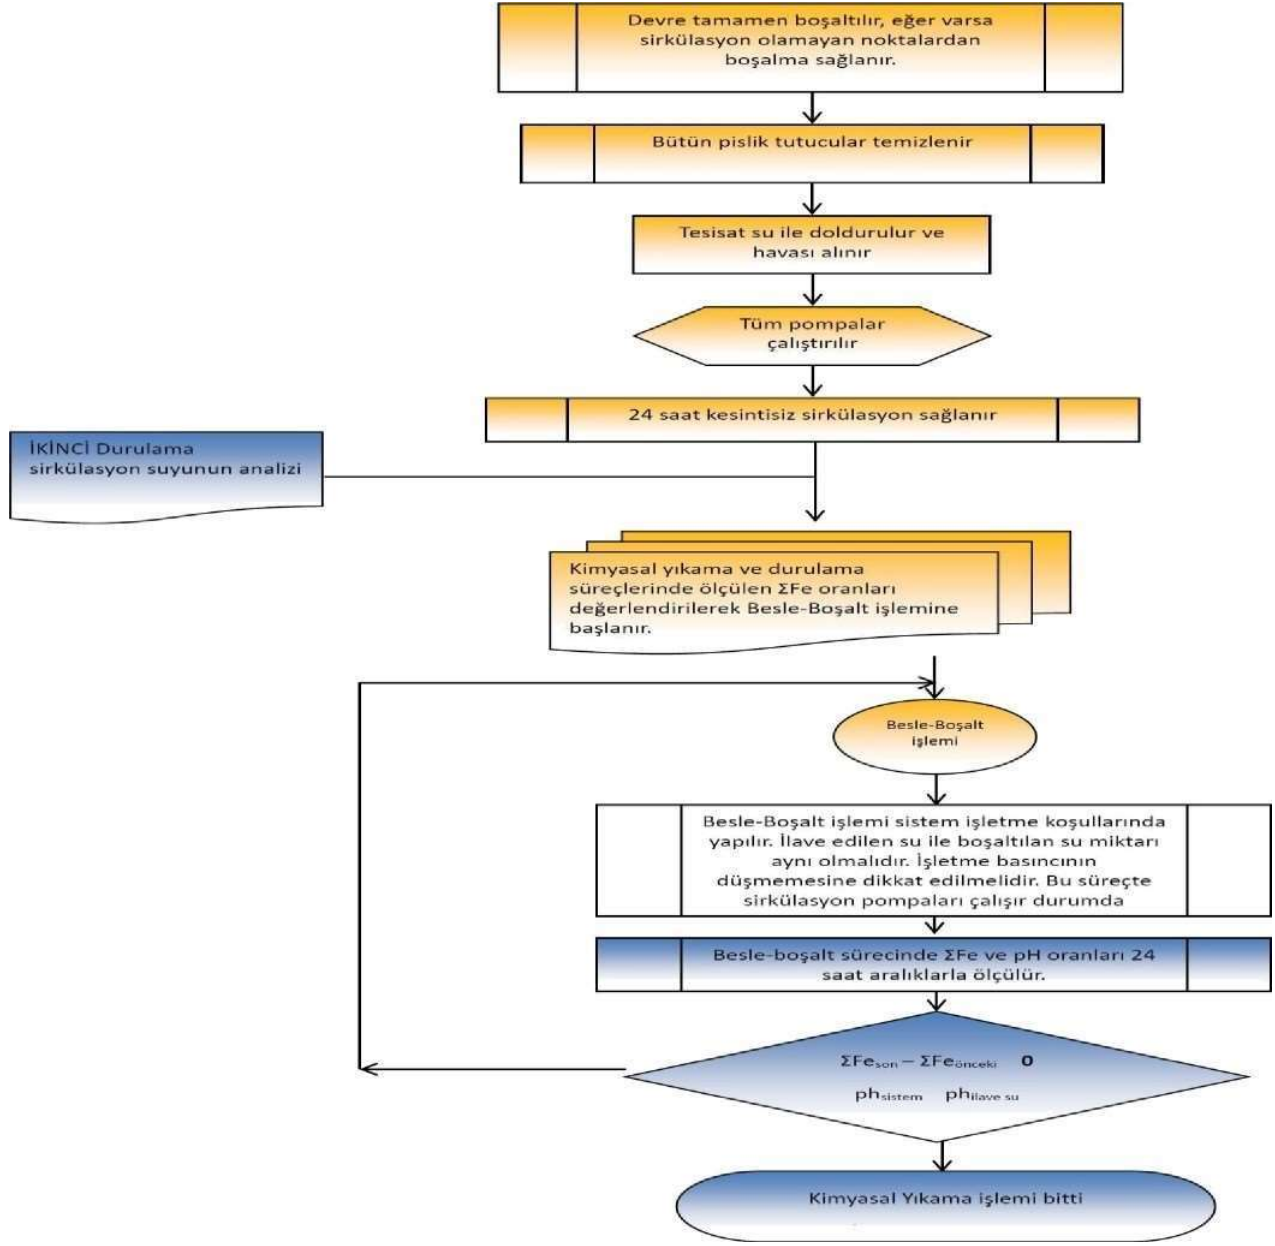 Devre tamamen boşaltılır, eğer varsa
sirkülasyon olamayan noktalardan
boşalma sağlanır.
Bütün pislik tutucular temizlenir
Tesisat su ile doldurulur ve
havası alınır
Tüm pompalar
çalıştırılır
24 saat kesintisiz sirkülasyon sağlanır
İKİNCİ Durulama
sirkülasyon suyunun analizi
Kimyasal yıkama ve durulama
süreçlerinde ölçülen ΣFe oranları
değerlendirilerek Besle-Boşalt işlemine
başlanır.
Besle-Boşalt
işlemi
Besle-Boşalt işlemi sistem işletme koşullarında
yapılır. İlave edilen su ile boşaltılan su miktarı
aynı olmalıdır. İşletme basıncının
düşmemesine dikkat edilmelidir. Bu süreçte
sirkülasyon pompaları çalışır durumda
Besle-boşalt sürecinde ΣFe ve pH oranları 24
saat aralıklarla ölçülür.
ΣFeson – ΣFeönceki 0
phsistem philave su
Kimyasal Yıkama işlemi bitti